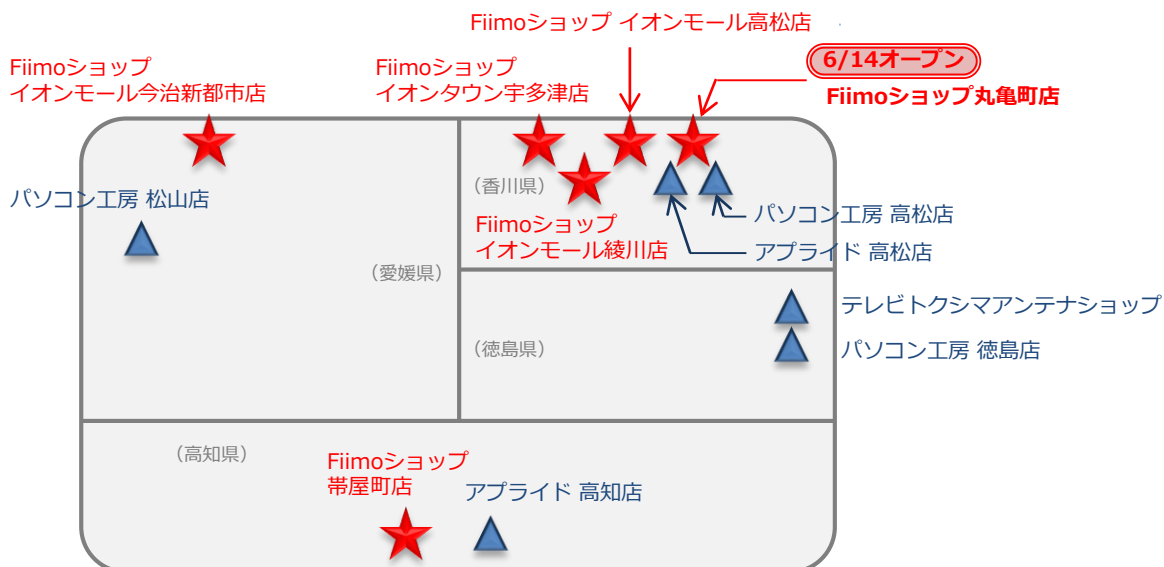 Fiimoショップ イオンモール高松店
6/14オープン
Fiimoショップ丸亀町店
Fiimoショップ
イオンモール今治新都市店
Fiimoショップ
イオンタウン宇多津店
パソコン工房 松山店
（香川県）
Fiimoショップ
イオンモール綾川店
パソコン工房 高松店
アプライド 高松店
（愛媛県）
テレビトクシマアンテナショップ
（徳島県）
パソコン工房 徳島店
（高知県）
Fiimoショップ
帯屋町店
アプライド 高知店